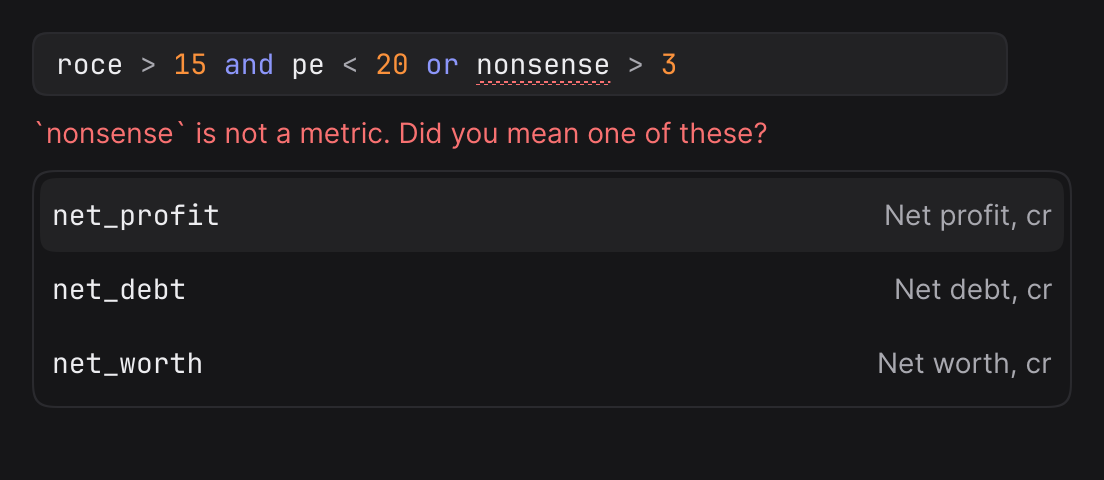 roce > 15 and pe < 20 or nonsense > 3
`nonsense` is not a metric. Did you mean one of these?
net_profit Net profit, cr
net_debt Net debt, cr
net_worth Net worth, cr